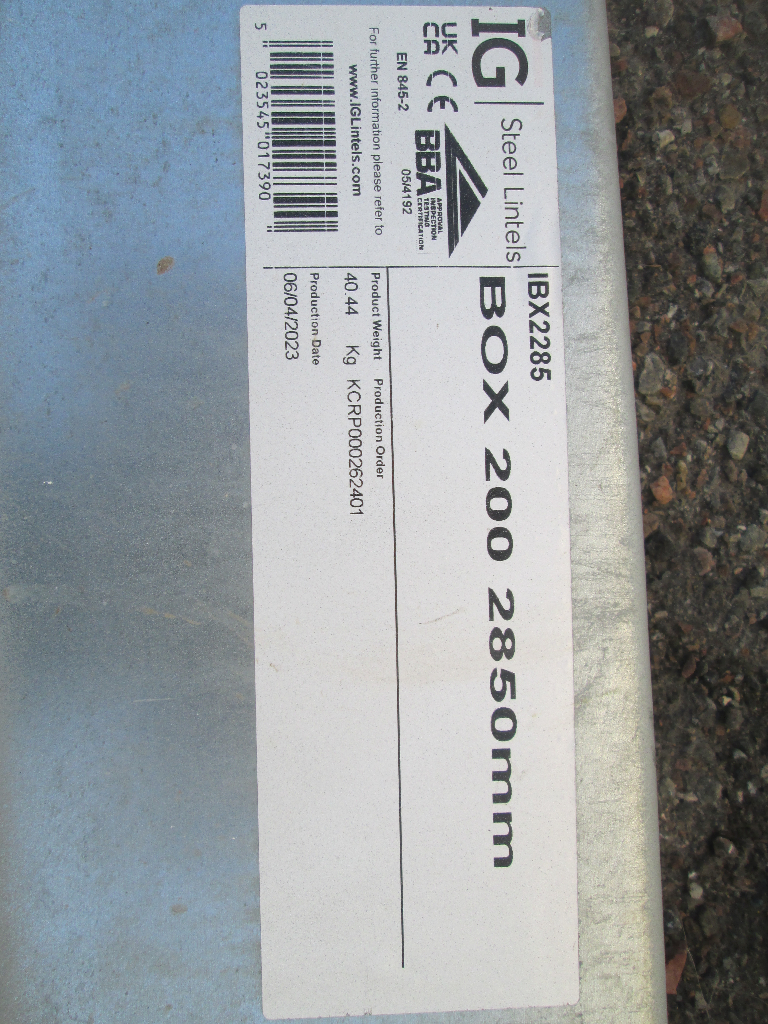 IG | Steel Lintels
UK
CA
CE
EN 845-2
BBA
APPROVAL
INSPECTION
TESTING
CERTIFICATION
05/4192
For further information please refer to
www.IGLintels.com
5 023545 017390
IBX2285
BOX 200 2850mm
Product Weight Production Order
40.44 Kg KCRP000262401
Production Date
06/04/2023